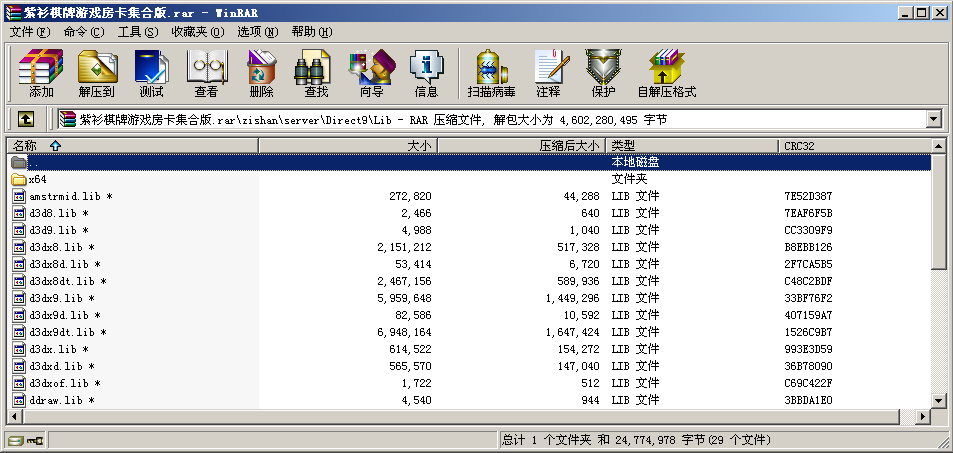 紫衫棋牌游戏房卡集合版.rar - WinRAR
文件(F) 命令(C) 工具(S) 收藏夹(O) 选项(N) 帮助(H)
添加 解压到 测试 查看 删除 查找 向导 信息 扫描病毒 注释 保护 自解压格式
紫衫棋牌游戏房卡集合版.rar\zishan\server\Direct9\Lib - RAR 压缩文件, 解包大小为 4,602,280,495 字节
名称 大小 压缩后大小 类型 CRC32
.. 本地磁盘
x64 文件夹
amstrmid.lib * 272,820 44,288 LIB 文件 7E52D387
d3d8.lib * 2,466 640 LIB 文件 7EAF6F5B
d3d9.lib * 4,988 1,040 LIB 文件 CC3309F9
d3dx8.lib * 2,151,212 517,328 LIB 文件 B8EBB126
d3dx8d.lib * 53,414 6,720 LIB 文件 2F7CA5B5
d3dx8dt.lib * 2,467,156 589,936 LIB 文件 C48C2BDF
d3dx9.lib * 5,959,648 1,449,296 LIB 文件 33BF76F2
d3dx9d.lib * 82,586 10,592 LIB 文件 407159A7
d3dx9dt.lib * 6,948,164 1,647,424 LIB 文件 1526C9B7
d3dx.lib * 614,522 154,272 LIB 文件 993E3D59
d3dxd.lib * 565,570 147,040 LIB 文件 36B78090
d3dxof.lib * 1,722 512 LIB 文件 C69C422F
ddraw.lib * 4,540 944 LIB 文件 3BBDA1E0
总计 1 个文件夹 和 24,774,978 字节(29 个文件)